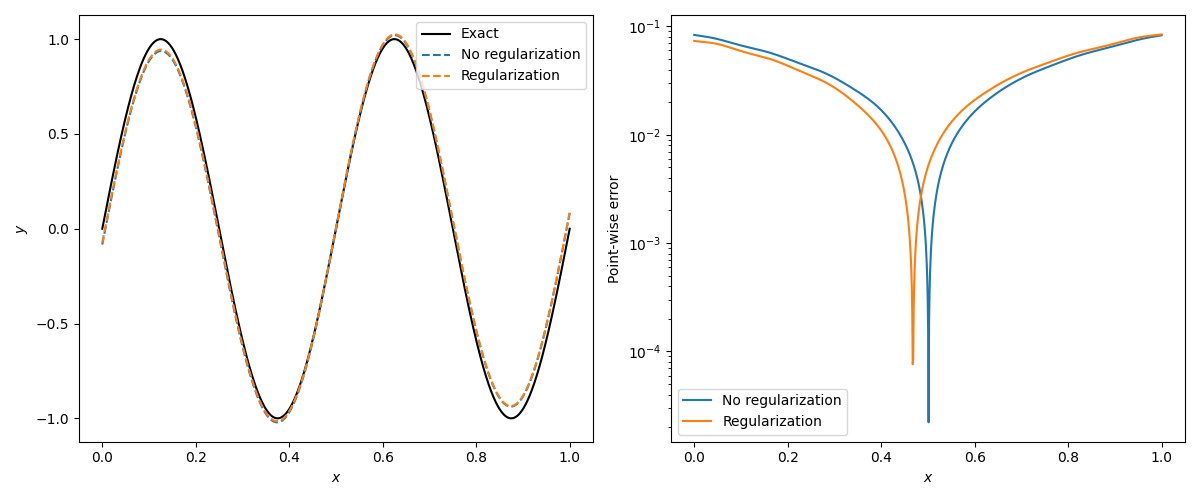 1.0
0.5
0.0
−0.5
−1.0
y
0.0
0.2
0.4
0.6
0.8
1.0
x
Exact
No regularization
Regularization
10⁻¹
10⁻²
10⁻³
10⁻⁴
Point-wise error
0.0
0.2
0.4
0.6
0.8
1.0
x
No regularization
Regularization